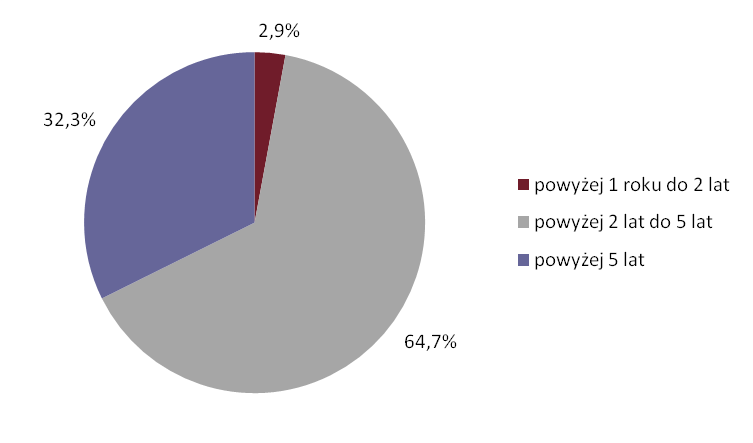 2,9%
32,3%
64,7%
powyżej 1 roku do 2 lat
powyżej 2 lat do 5 lat
powyżej 5 lat